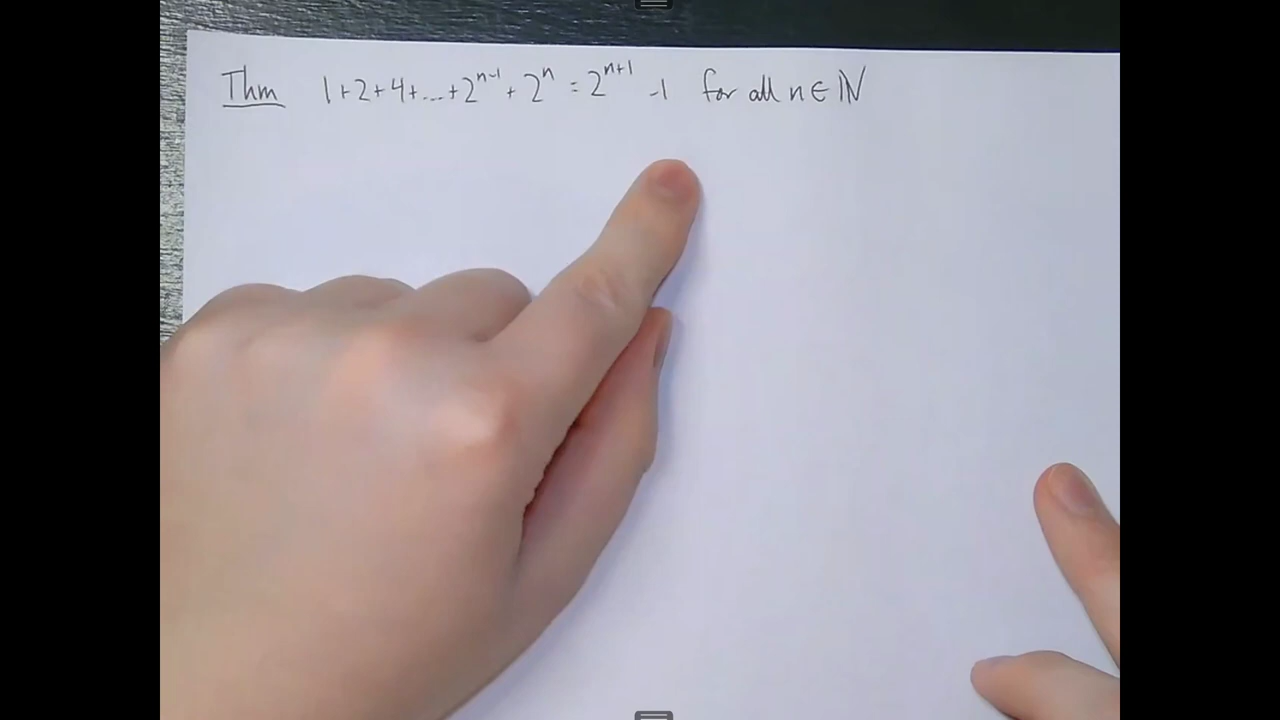 Thm 1+2+4+...+2^{n-1} + 2^n = 2^{n+1} -1 for all n ∈ ℕ